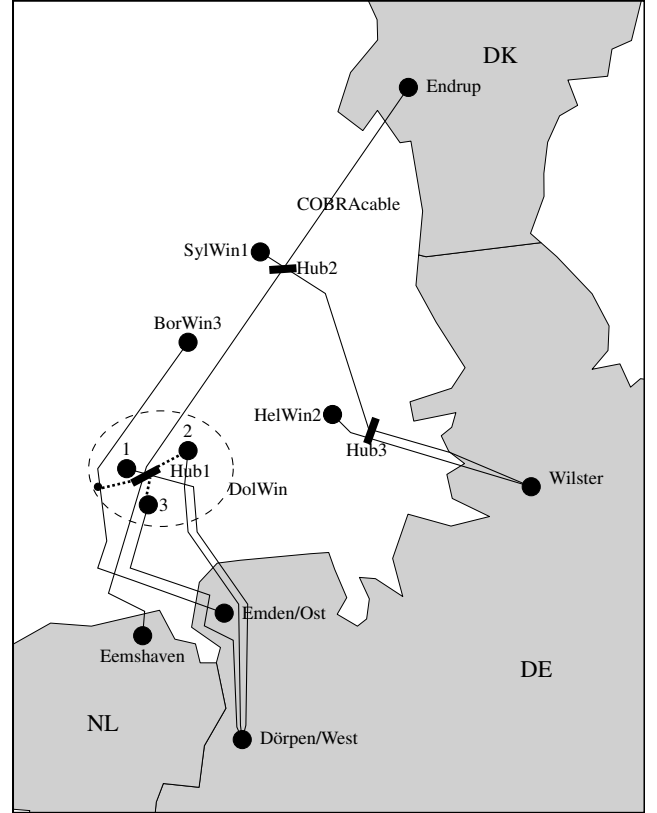 DK
Endrup
COBRAcable
SylWin1
Hub2
BorWin3
HelWin2
Hub3
1
2
Hub1
Wilster
DolWin
3
Emden/Ost
Eemshaven
DE
NL
Dörpen/West